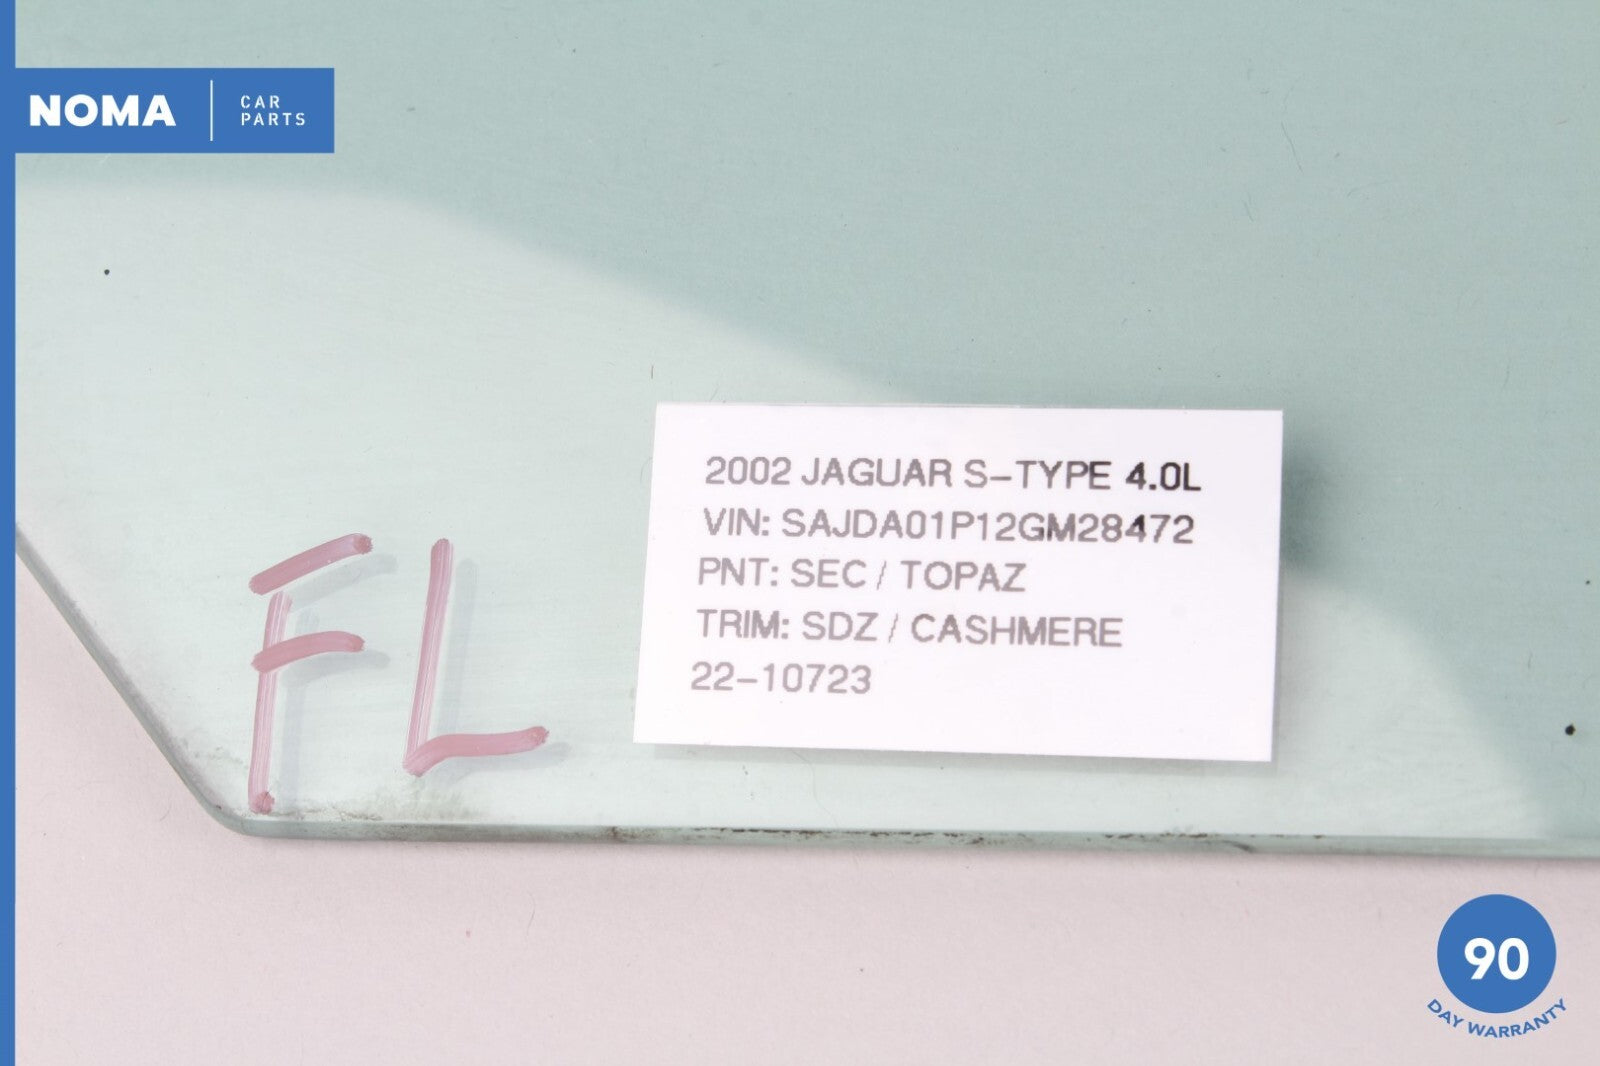 NOMA
CAR
PARTS
2002 JAGUAR S-TYPE 4.0L
VIN: SAJDA01P12GM28472
PNT: SEC / TOPAZ
TRIM: SDZ / CASHMERE
22-10723
FL
90
DAY WARRANTY